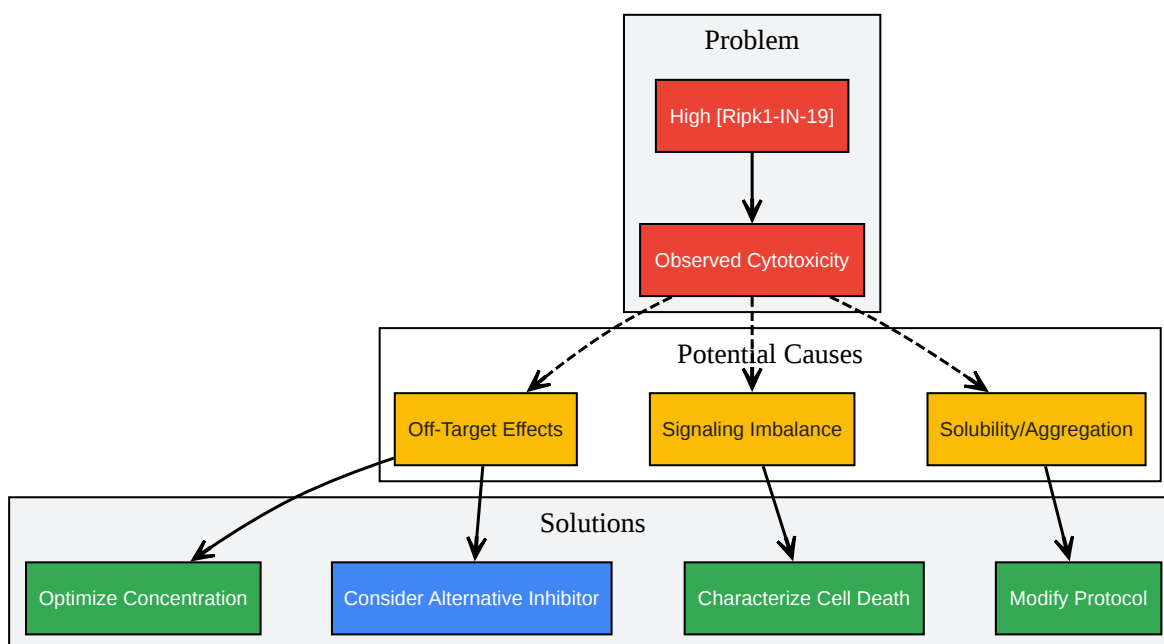 Problem
High [Ripk1-IN-19]
Observed Cytotoxicity
Potential Causes
Off-Target Effects
Signaling Imbalance
Solubility/Aggregation
Solutions
Optimize Concentration
Consider Alternative Inhibitor
Characterize Cell Death
Modify Protocol